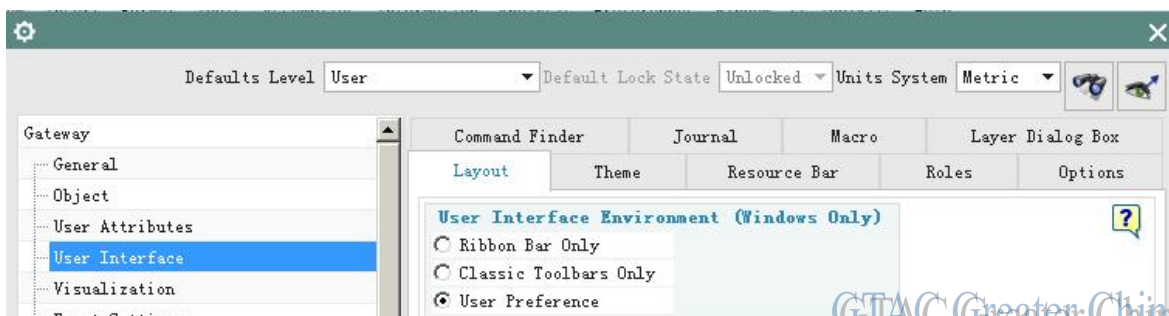 Defaults Level User Default Lock State Unlocked Units System Metric
Gateway
General
Object
User Attributes
User Interface
Visualization
Command Finder Journal Macro Layer Dialog Box
Layout Theme Resource Bar Roles Options
User Interface Environment (Windows Only)
?
Ribbon Bar Only
Classic Toolbars Only
User Preference
GTAC Greater